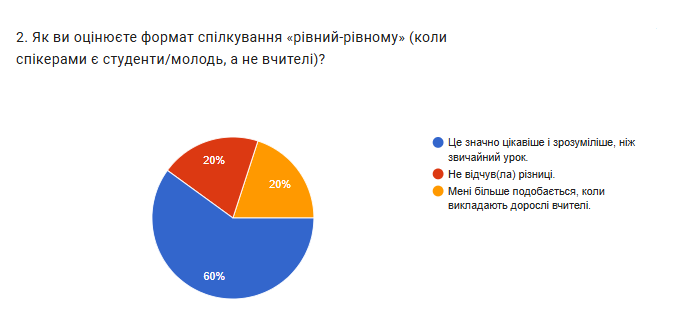 2. Як ви оцінюєте формат спілкування «рівний-рівному» (коли
спікерами є студенти/молодь, а не вчителі)?
Це значно цікавіше і зрозуміліше, ніж
звичайний урок.
Не відчув(ла) різниці.
Мені більше подобається, коли
викладають дорослі вчителі.
20%
20%
60%